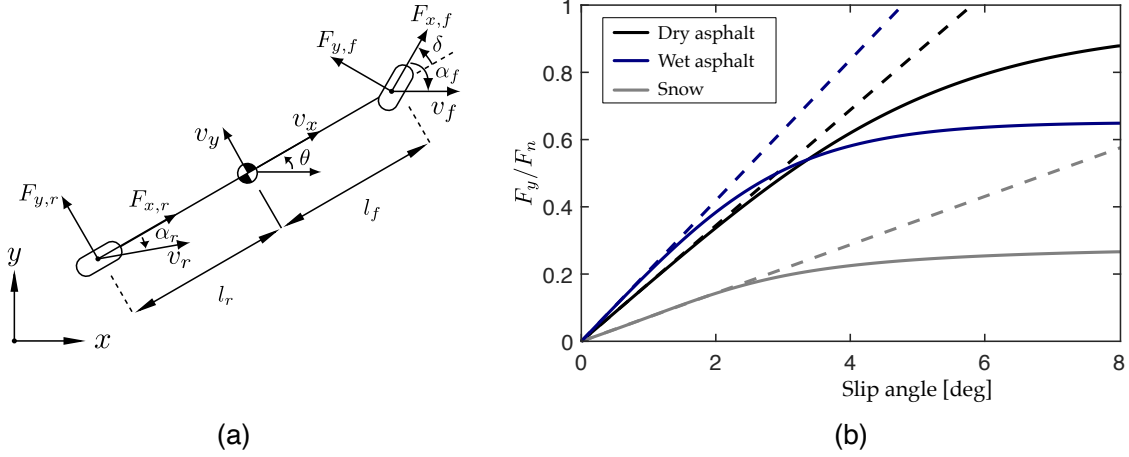 F_{x,f}
F_{y,f}
δ
α_f
v_f
v_y
v_x
θ
F_{y,r}
F_{x,r}
α_r
v_r
l_f
l_r
y
x
(a)
1
0.8
0.6
0.4
0.2
0
F_y/F_n
Dry asphalt
Wet asphalt
Snow
0 2 4 6 8
Slip angle [deg]
(b)